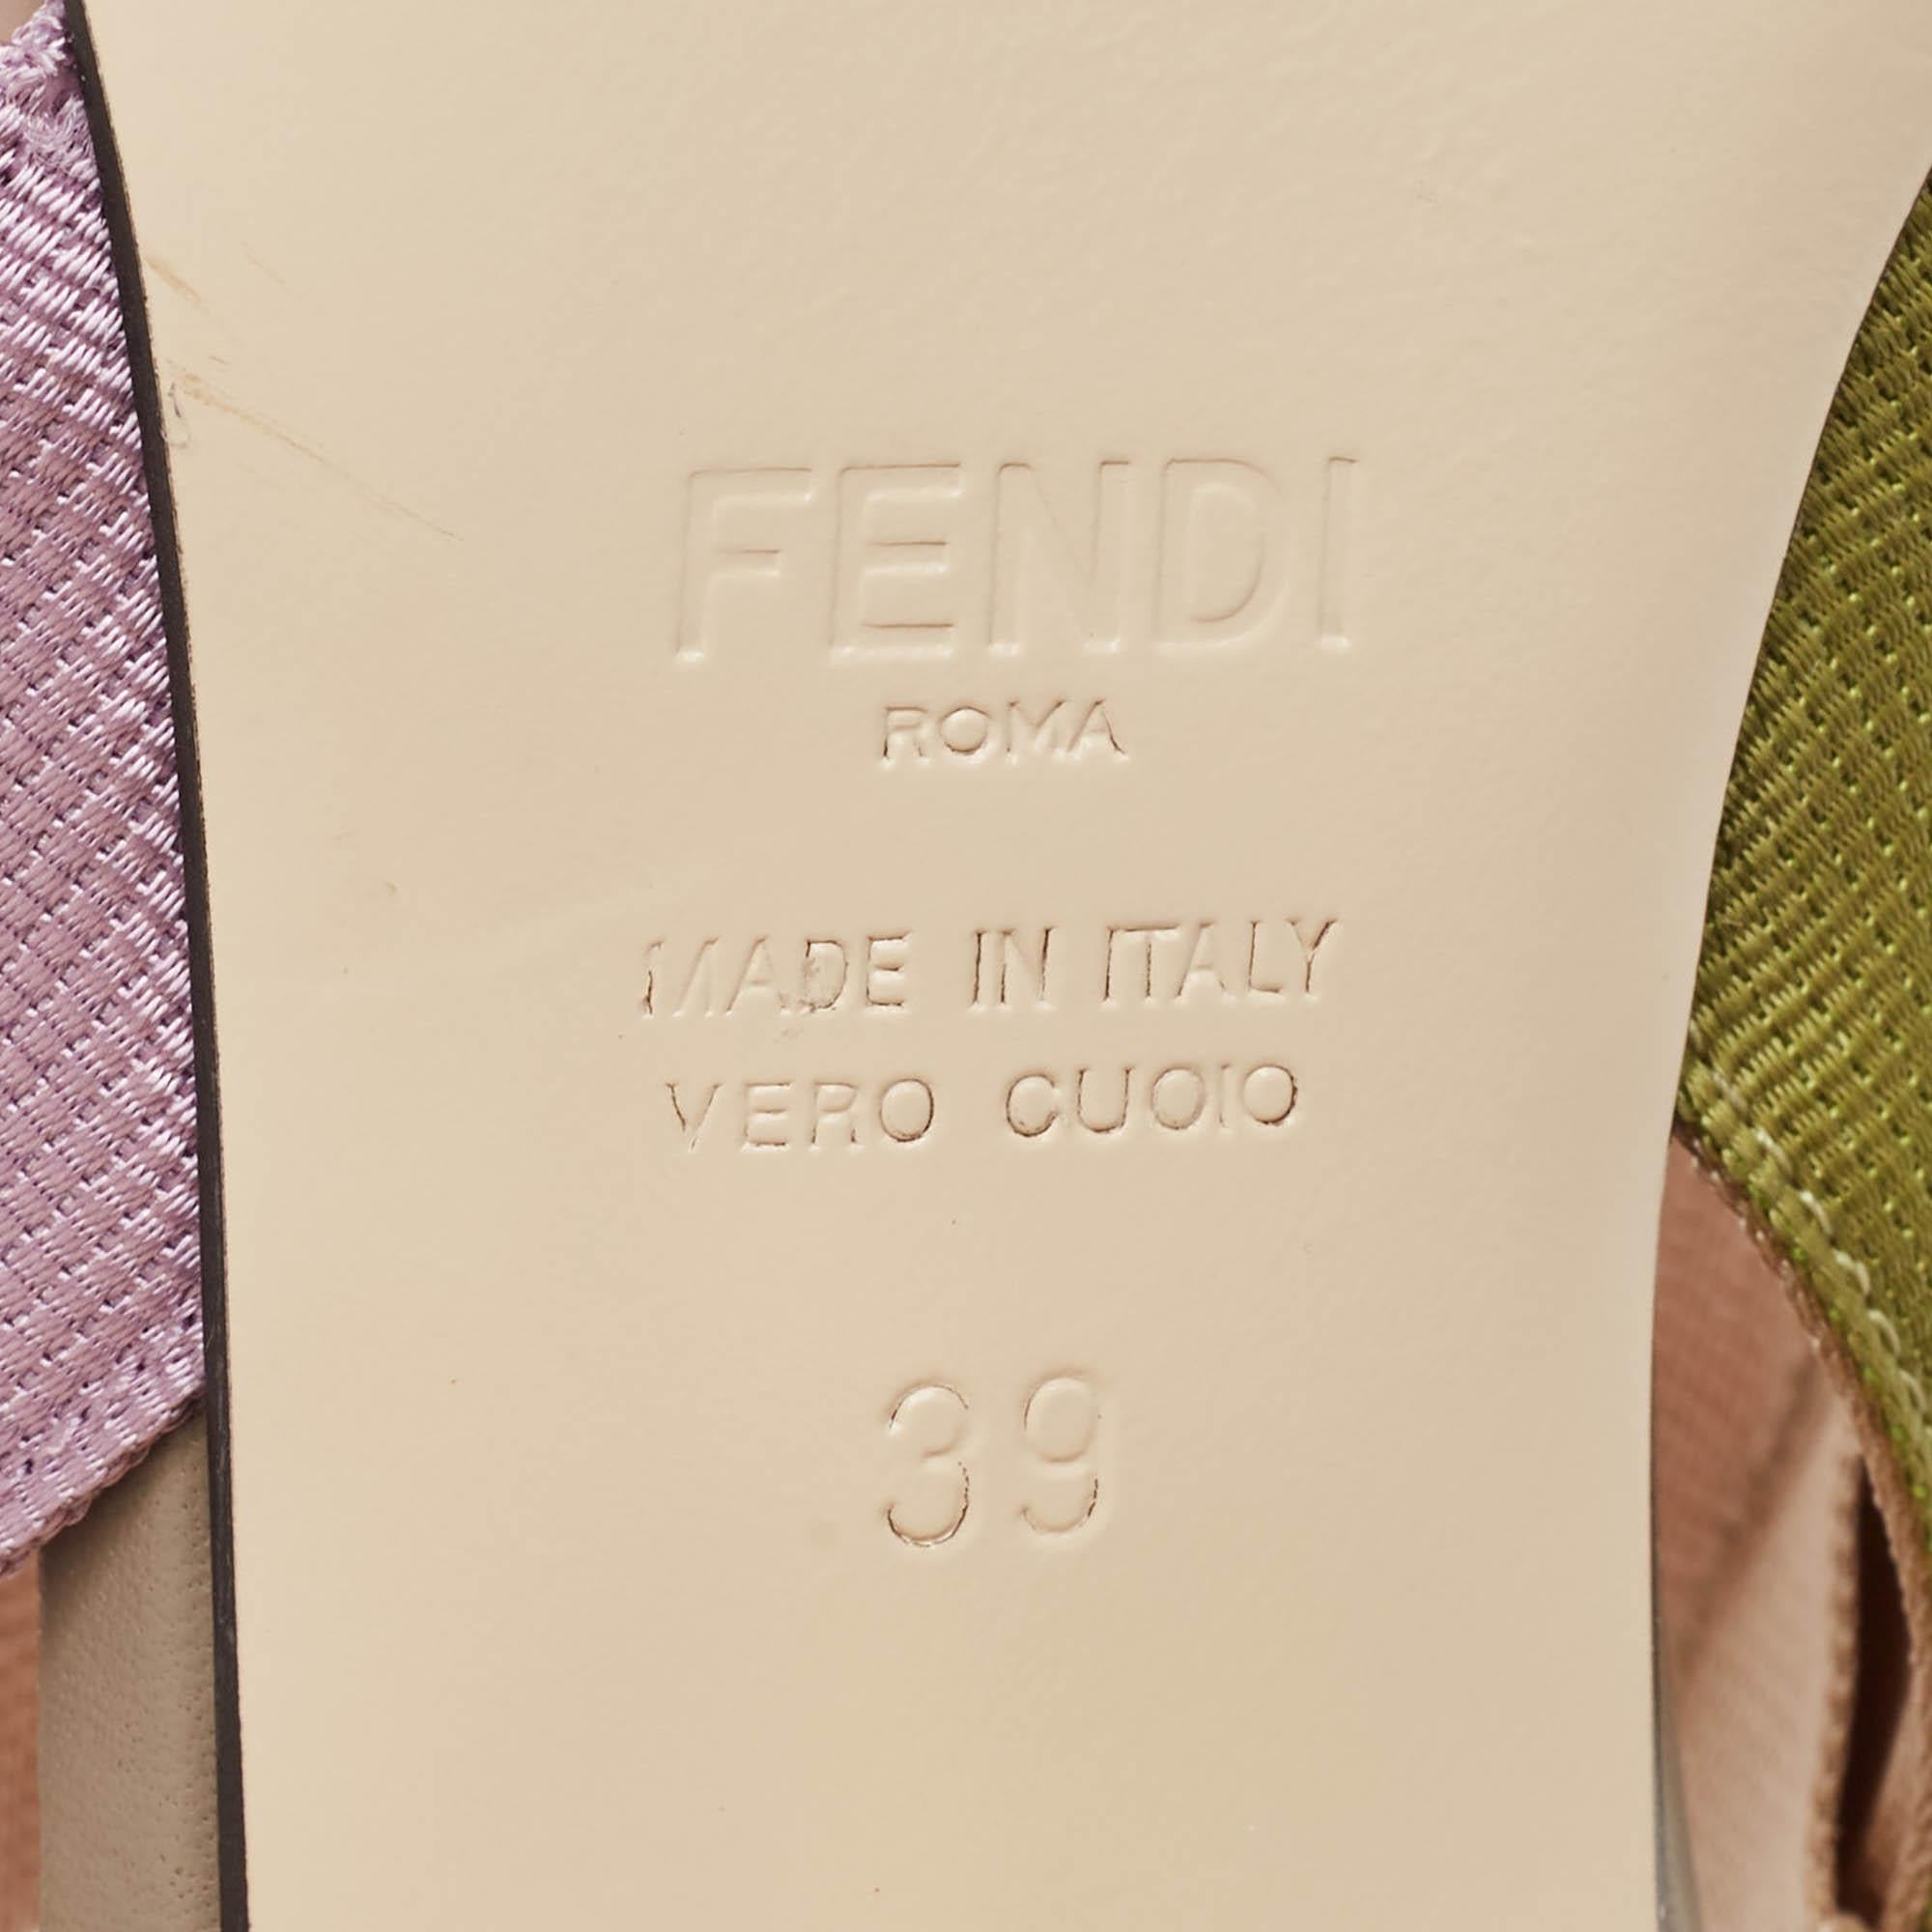 FENDI
ROMA
MADE IN ITALY
VERO CUOIO
39